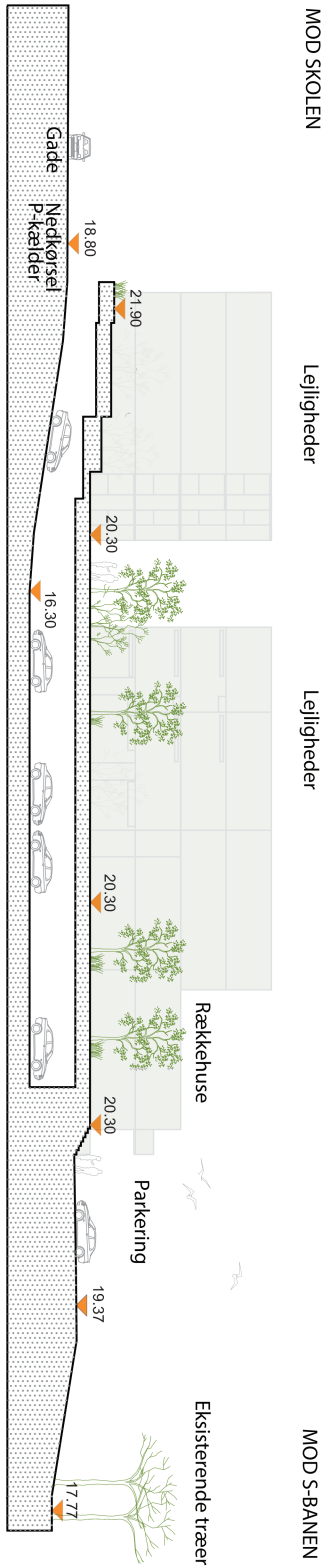 MOD SKOLEN
MOD S-BANEN
Lejligheder
Lejligheder
Rækkehuse
Parkering
Eksisterende træer
Gade
Nedkørsel
P-kælder
18.80
21.90
20.30
16.30
20.30
20.30
19.37
17.77